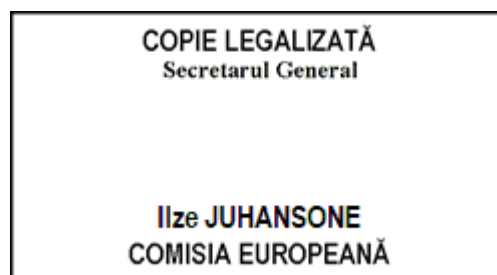 COPIE LEGALIZATĂ
Secretarul General
Ilze JUHANSONE
COMISIA EUROPEANĂ